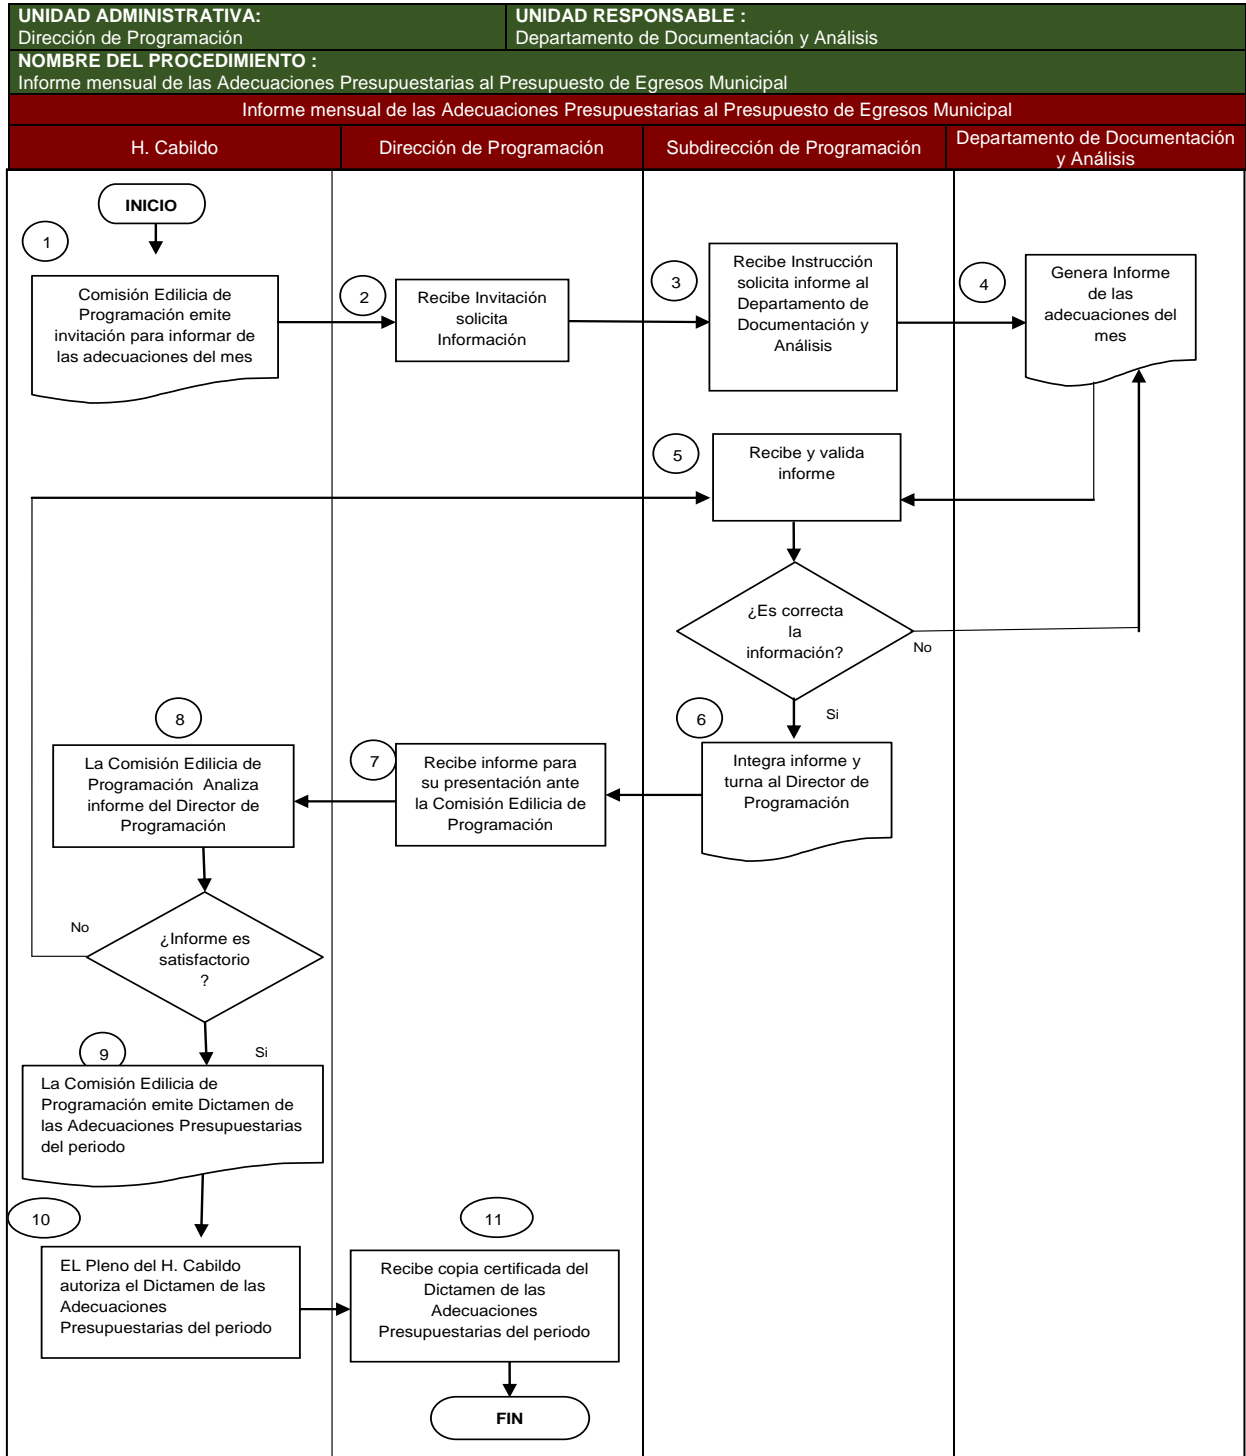 UNIDAD ADMINISTRATIVA:
Dirección de Programación
UNIDAD RESPONSABLE :
Departamento de Documentación y Análisis
NOMBRE DEL PROCEDIMIENTO :
Informe mensual de las Adecuaciones Presupuestarias al Presupuesto de Egresos Municipal
Informe mensual de las Adecuaciones Presupuestarias al Presupuesto de Egresos Municipal
H. Cabildo
Dirección de Programación
Subdirección de Programación
Departamento de Documentación
y Análisis
INICIO
1
Comisión Edilicia de
Programación emite
invitación para informar de
las adecuaciones del mes
2
Recibe Invitación
solicita
Información
3
Recibe Instrucción
solicita informe al
Departamento de
Documentación y
Análisis
4
Genera Informe
de las
adecuaciones del
mes
5
Recibe y valida
informe
¿Es correcta
la
información?
No
Si
6
Integra informe y
turna al Director de
Programación
7
Recibe informe para
su presentación ante
la Comisión Edilicia de
Programación
8
La Comisión Edilicia de
Programación Analiza
informe del Director de
Programación
No
¿Informe es
satisfactorio
?
Si
9
La Comisión Edilicia de
Programación emite Dictamen de
las Adecuaciones Presupuestarias
del periodo
10
EL Pleno del H. Cabildo
autoriza el Dictamen de las
Adecuaciones
Presupuestarias del periodo
11
Recibe copia certificada del
Dictamen de las
Adecuaciones
Presupuestarias del periodo
FIN